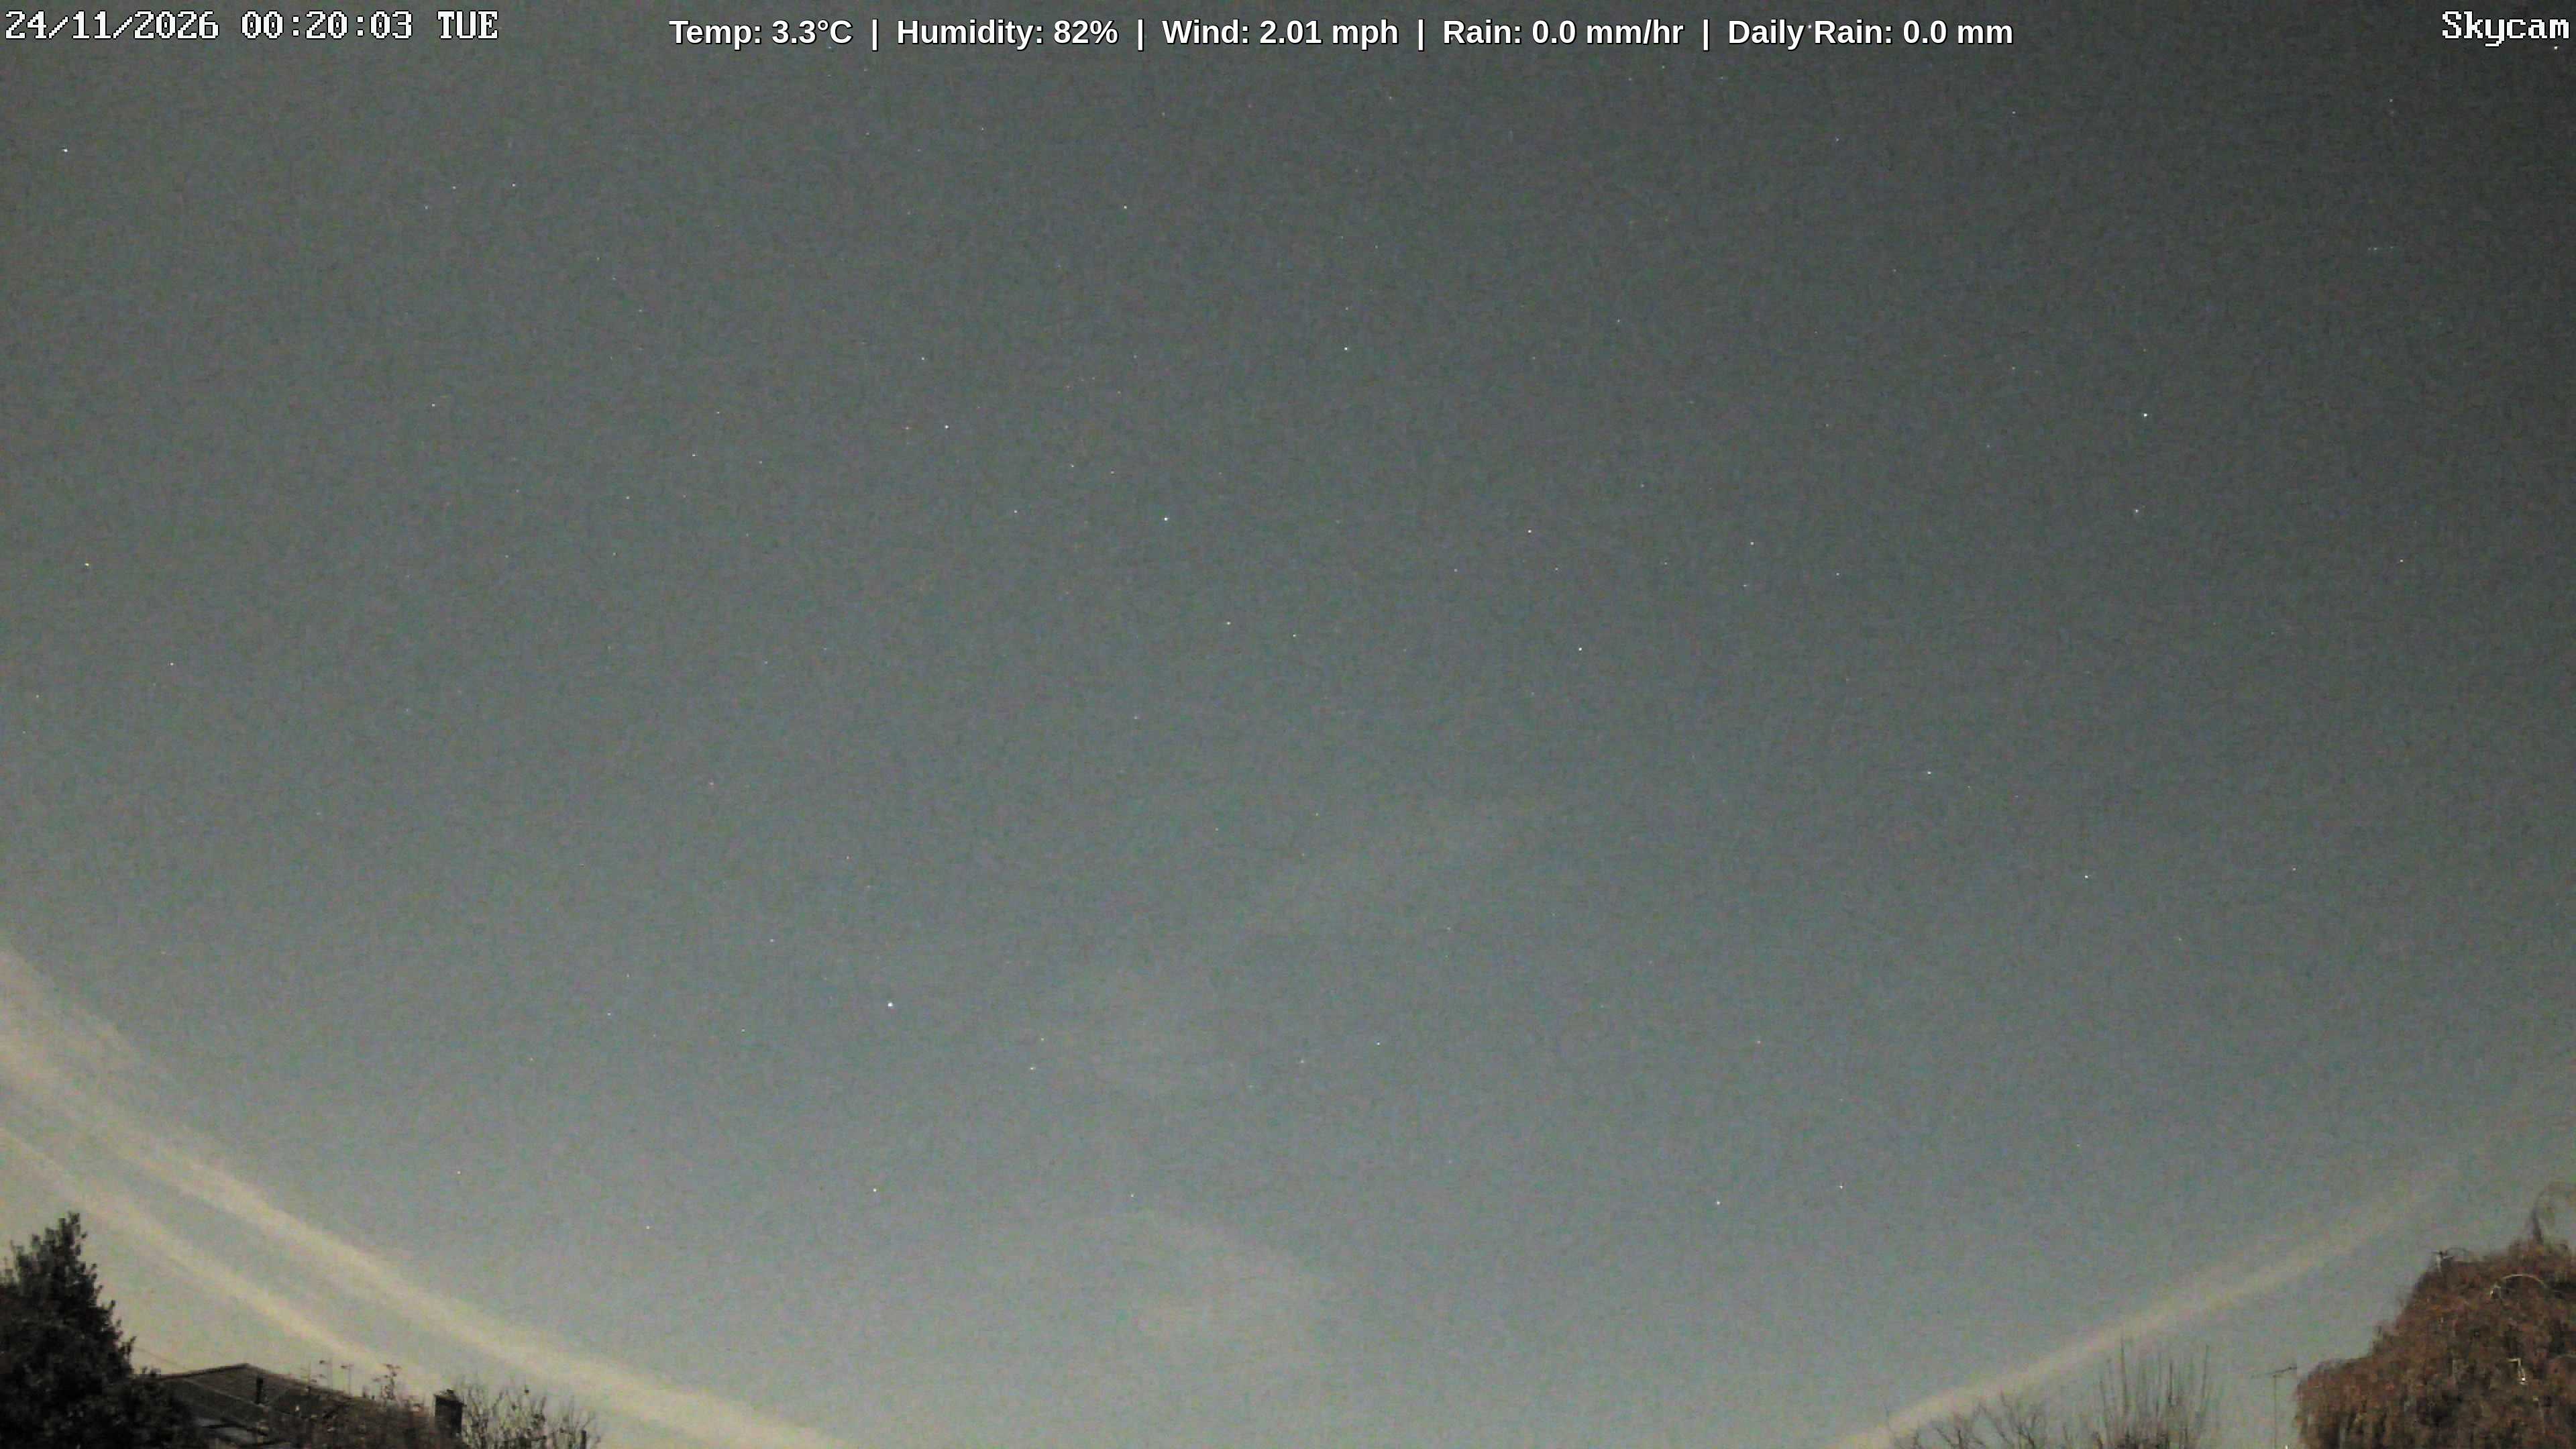 24/11/2026 00:20:03 TUE
Temp: 3.3°C | Humidity: 82% | Wind: 2.01 mph | Rain: 0.0 mm/hr | Daily Rain: 0.0 mm
Skycam